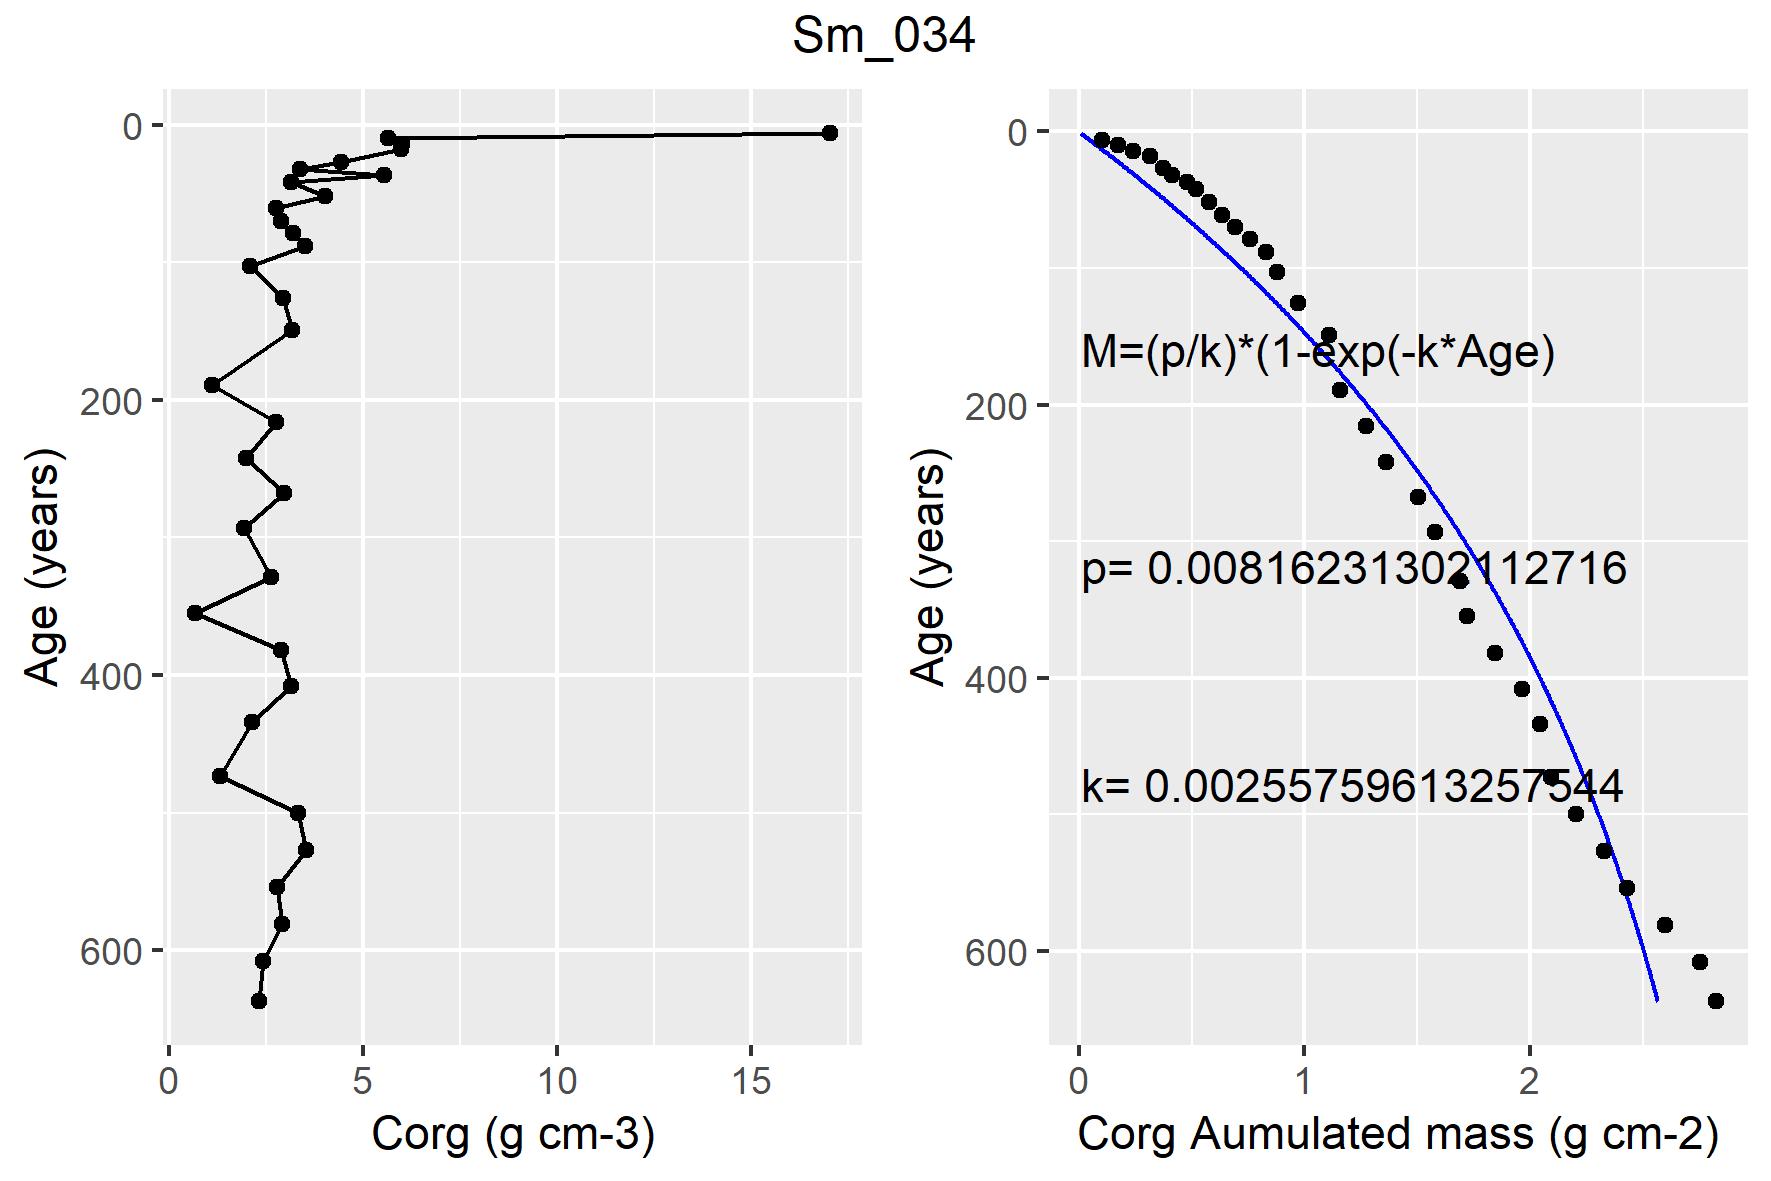 Sm_034
0
200
400
600
Age (years)
0
5
10
15
Corg (g cm-3)
0
200
400
600
Age (years)
M=(p/k)*(1-exp(-k*Age)
p= 0.00816231302112716
k= 0.00255759613257544
0
1
2
Corg Aumulated mass (g cm-2)